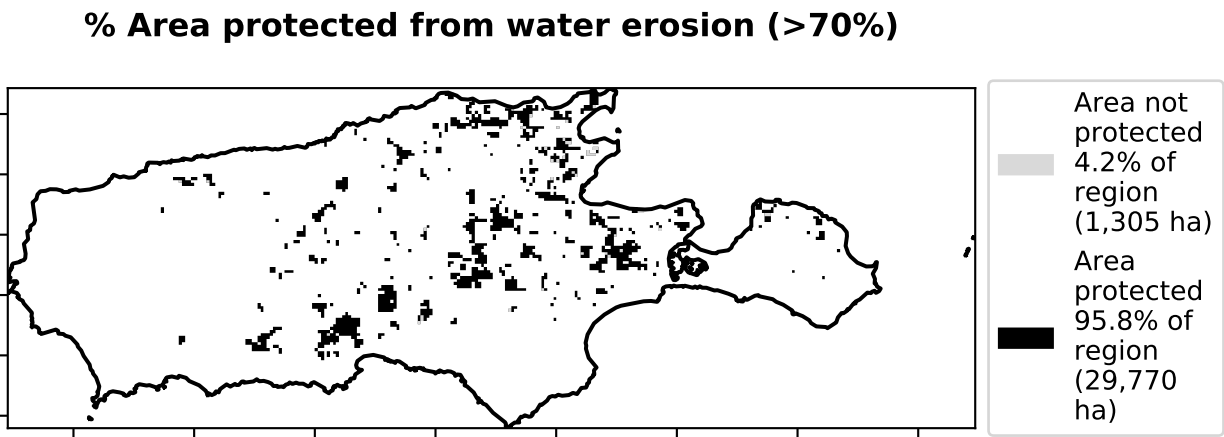 % Area protected from water erosion (>70%)
Area not
protected
4.2% of
region
(1,305 ha)
Area
protected
95.8% of
region
(29,770
ha)